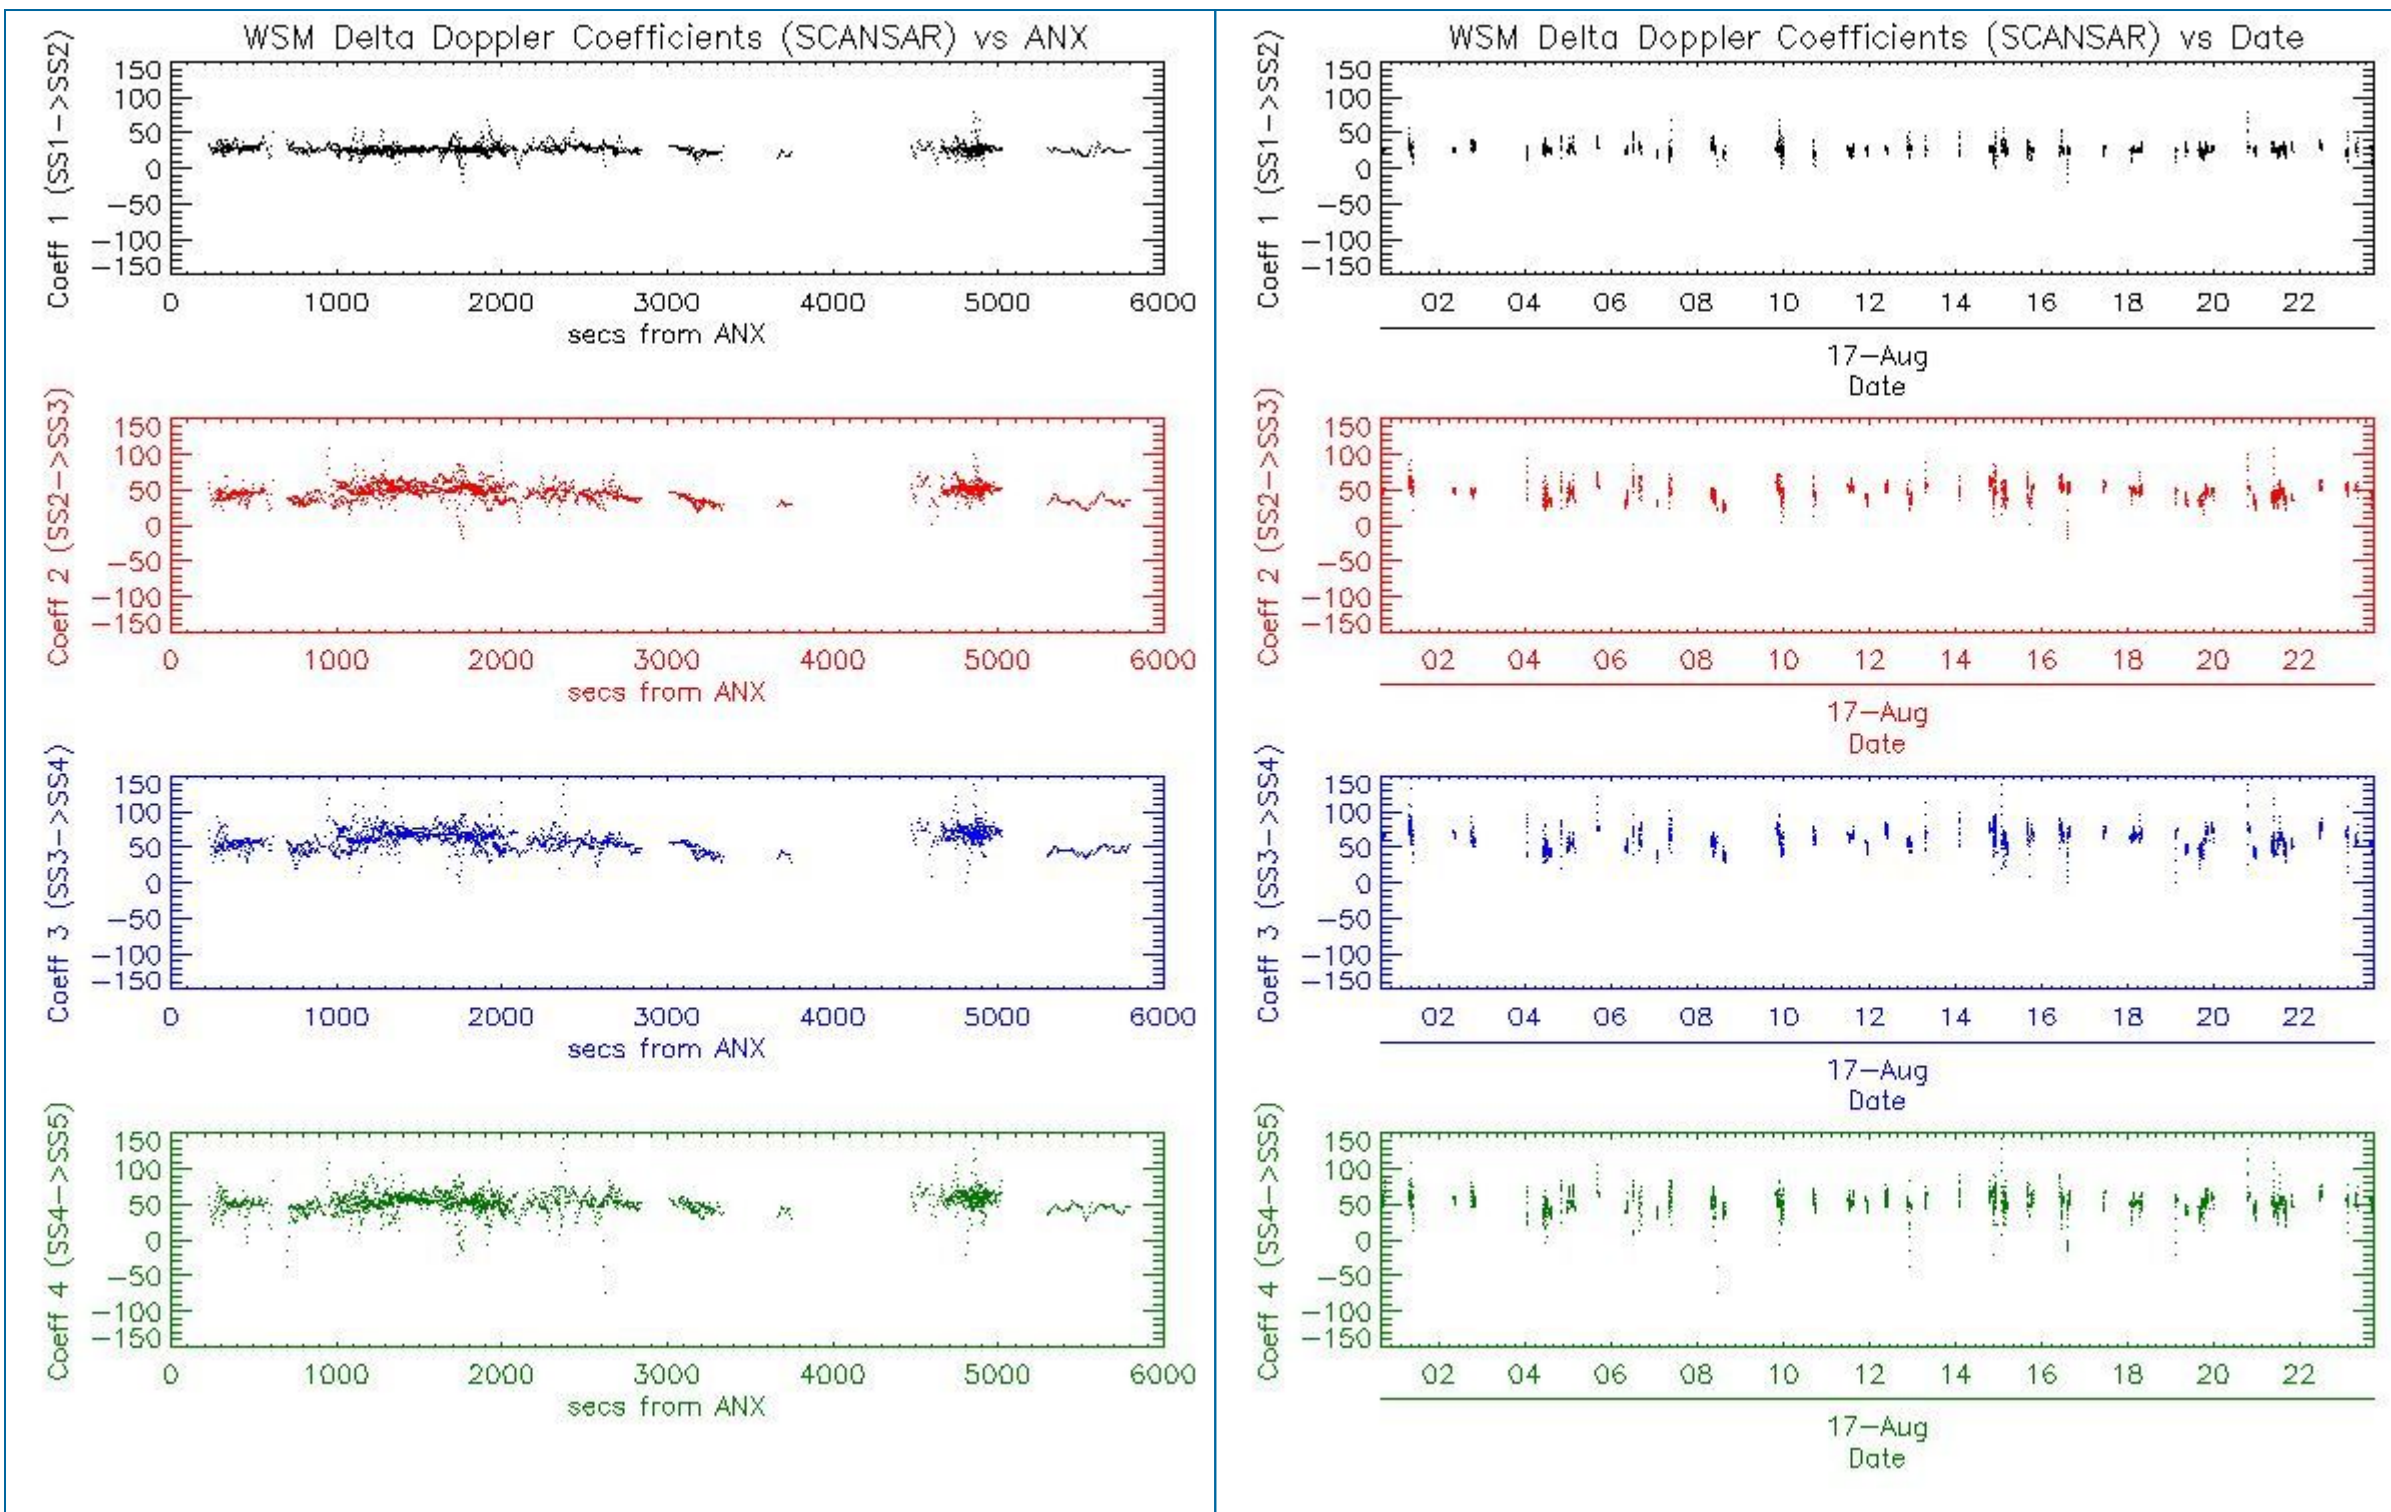 WSM Delta Doppler Coefficients (SCANSAR) vs ANX
Coeff 1 (SS1->SS2)
150
100
50
0
-50
-100
-150
0 1000 2000 3000 4000 5000 6000
secs from ANX
Coeff 2 (SS2->SS3)
150
100
50
0
-50
-100
-150
0 1000 2000 3000 4000 5000 6000
secs from ANX
Coeff 3 (SS3->SS4)
150
100
50
0
-50
-100
-150
0 1000 2000 3000 4000 5000 6000
secs from ANX
Coeff 4 (SS4->SS5)
150
100
50
0
-50
-100
-150
0 1000 2000 3000 4000 5000 6000
secs from ANX
WSM Delta Doppler Coefficients (SCANSAR) vs Date
Coeff 1 (SS1->SS2)
150
100
50
0
-50
-100
-150
02 04 06 08 10 12 14 16 18 20 22
17-Aug
Date
Coeff 2 (SS2->SS3)
150
100
50
0
-50
-100
-150
02 04 06 08 10 12 14 16 18 20 22
17-Aug
Date
Coeff 3 (SS3->SS4)
150
100
50
0
-50
-100
-150
02 04 06 08 10 12 14 16 18 20 22
17-Aug
Date
Coeff 4 (SS4->SS5)
150
100
50
0
-50
-100
-150
02 04 06 08 10 12 14 16 18 20 22
17-Aug
Date